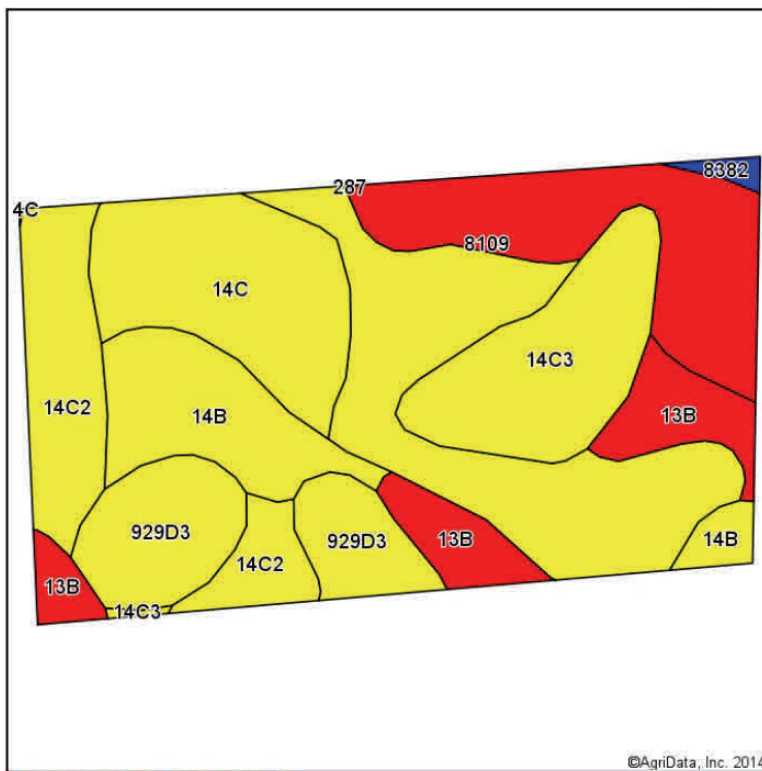 8382
287
4C
8109
14C
14C3
14C2
14B
13B
929D3
13B
14B
929D3
14C2
13B
14C3
©AgriData, Inc. 2014